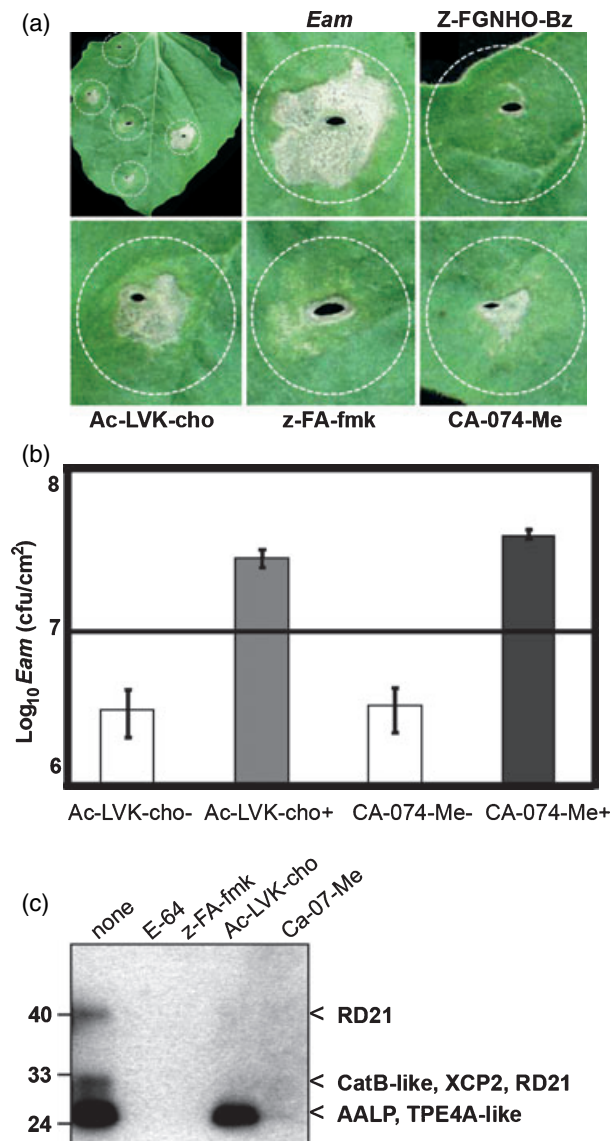 (a)
Eam Z-FGNHO-Bz
Ac-LVK-cho z-FA-fmk CA-074-Me
(b)
8
7
6
Log10 Eam (cfu/cm2)
Ac-LVK-cho- Ac-LVK-cho+ CA-074-Me- CA-074-Me+
(c)
none E-64 z-FA-fmk Ac-LVK-cho Ca-07-Me
40 < RD21
33 < CatB-like, XCP2, RD21
24 < AALP, TPE4A-like